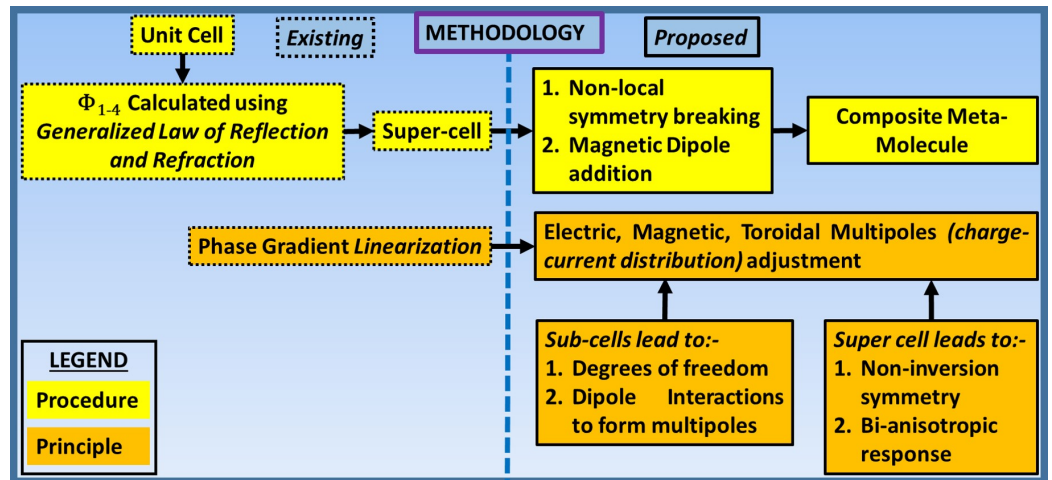 Unit Cell
Existing
METHODOLOGY
Proposed
Φ1-4 Calculated using
Generalized Law of Reflection
and Refraction
Super-cell
1. Non-local
symmetry breaking
2. Magnetic Dipole
addition
Composite Meta-
Molecule
Phase Gradient Linearization
Electric, Magnetic, Toroidal Multipoles (charge-
current distribution) adjustment
LEGEND
Procedure
Principle
Sub-cells lead to:-
1. Degrees of freedom
2. Dipole Interactions
to form multipoles
Super cell leads to:-
1. Non-inversion
symmetry
2. Bi-anisotropic
response